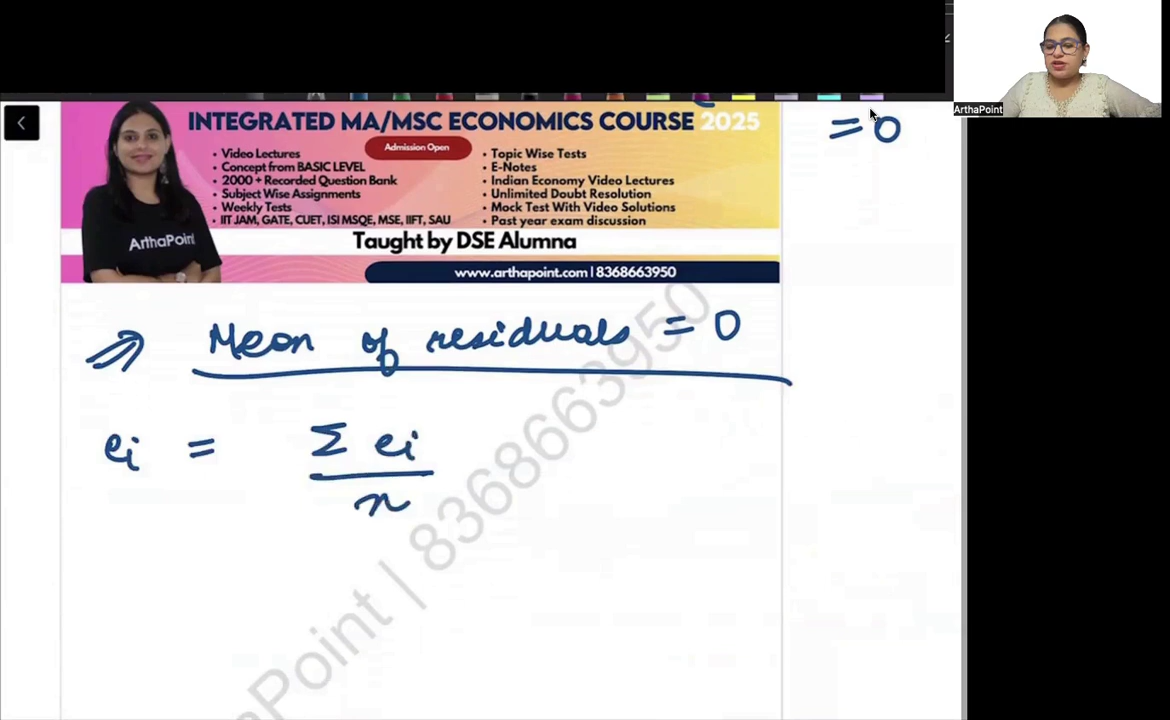 ArthaPoint
= 0
INTEGRATED MA/MSC ECONOMICS COURSE 2025
Admission Open
• Video Lectures
• Concept from BASIC LEVEL
• 2000 + Recorded Question Bank
• Subject Wise Assignments
• Weekly Tests
• IIT JAM, GATE, CUET, ISI MSQE, MSE, IIFT, SAU
• Topic Wise Tests
• E-Notes
• Indian Economy Video Lectures
• Unlimited Doubt Resolution
• Mock Test With Video Solutions
• Past year exam discussion
ArthaPoint
Taught by DSE Alumna
www.arthapoint.com | 8368663950
⇒ Mean of residuals = 0
ei = Σ ei
n
Point | 8368663950